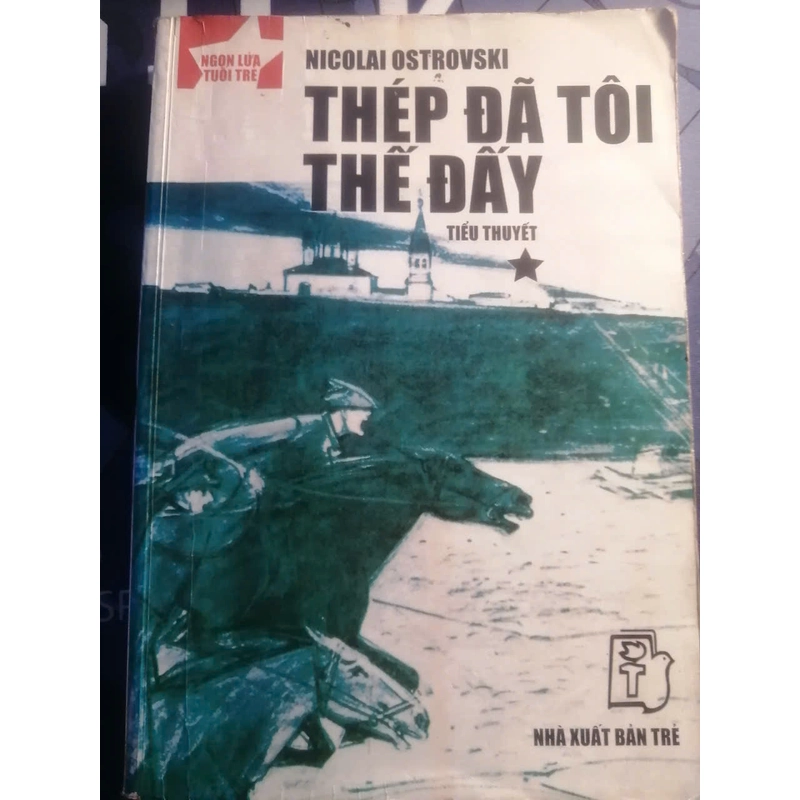 NGỌN LỬA
TUỔI TRẺ
NICOLAI OSTROVSKI
THÉP ĐÃ TÔI
THẾ ĐẤY
TIỂU THUYẾT
T
NHÀ XUẤT BẢN TRẺ